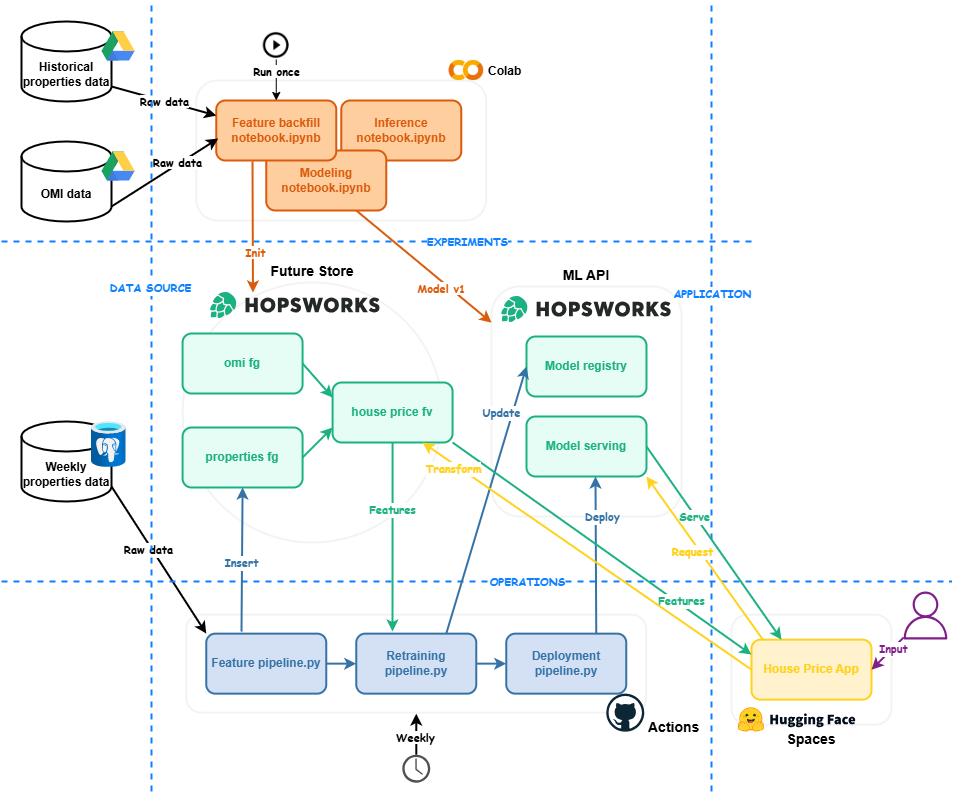 Historical
properties data
Raw data
OMI data
Raw data
Run once
Colab
Feature backfill
notebook.ipynb
Inference
notebook.ipynb
Modeling
notebook.ipynb
EXPERIMENTS
Init
Future Store
ML API
Model v1
DATA SOURCE
APPLICATION
HOPSWORKS
HOPSWORKS
omi fg
house price fv
properties fg
Model registry
Update
Model serving
Transform
Weekly
properties data
Features
Deploy
Serve
Request
Raw data
Insert
OPERATIONS
Features
Feature pipeline.py
Retraining
pipeline.py
Deployment
pipeline.py
Input
House Price App
Actions
Hugging Face
Spaces
Weekly